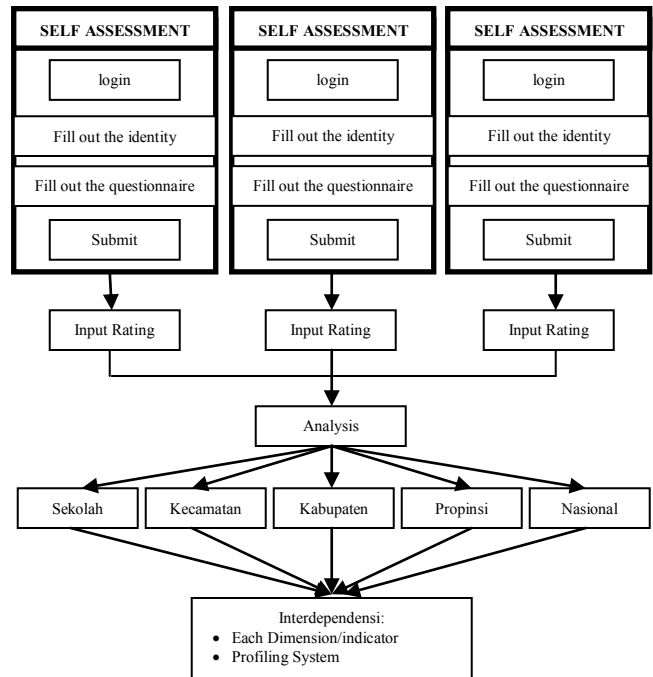 SELF ASSESSMENT
login
Fill out the identity
Fill out the questionnaire
Submit
Input Rating
SELF ASSESSMENT
login
Fill out the identity
Fill out the questionnaire
Submit
Input Rating
SELF ASSESSMENT
login
Fill out the identity
Fill out the questionnaire
Submit
Input Rating
Analysis
Sekolah
Kecamatan
Kabupaten
Propinsi
Nasional
Interdependensi:
• Each Dimension/indicator
• Profiling System